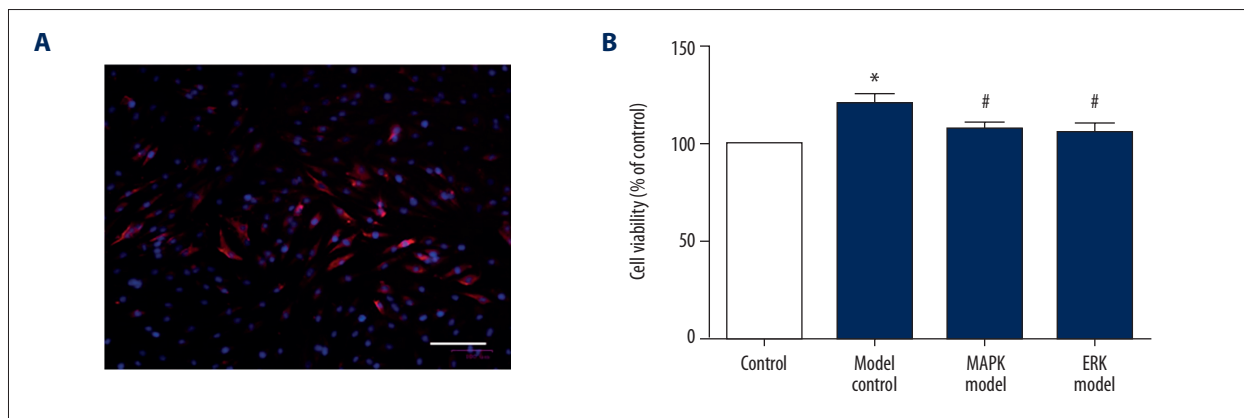 A
B
150
100
50
0
Cell viability (% of contrrol)
*
#
#
Control
Model
control
MAPK
model
ERK
model